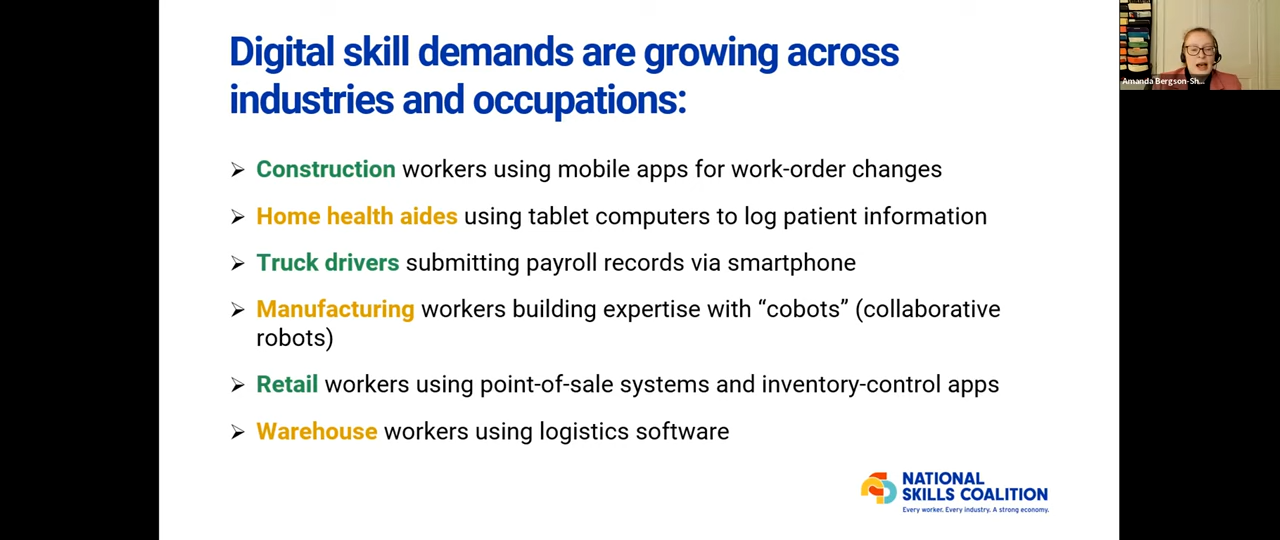 Digital skill demands are growing across
industries and occupations:
➢ Construction workers using mobile apps for work-order changes
➢ Home health aides using tablet computers to log patient information
➢ Truck drivers submitting payroll records via smartphone
➢ Manufacturing workers building expertise with “cobots” (collaborative
robots)
➢ Retail workers using point-of-sale systems and inventory-control apps
➢ Warehouse workers using logistics software
NATIONAL
SKILLS COALITION
Every worker. Every industry. A strong economy.
Amanda Bergson-Sh...